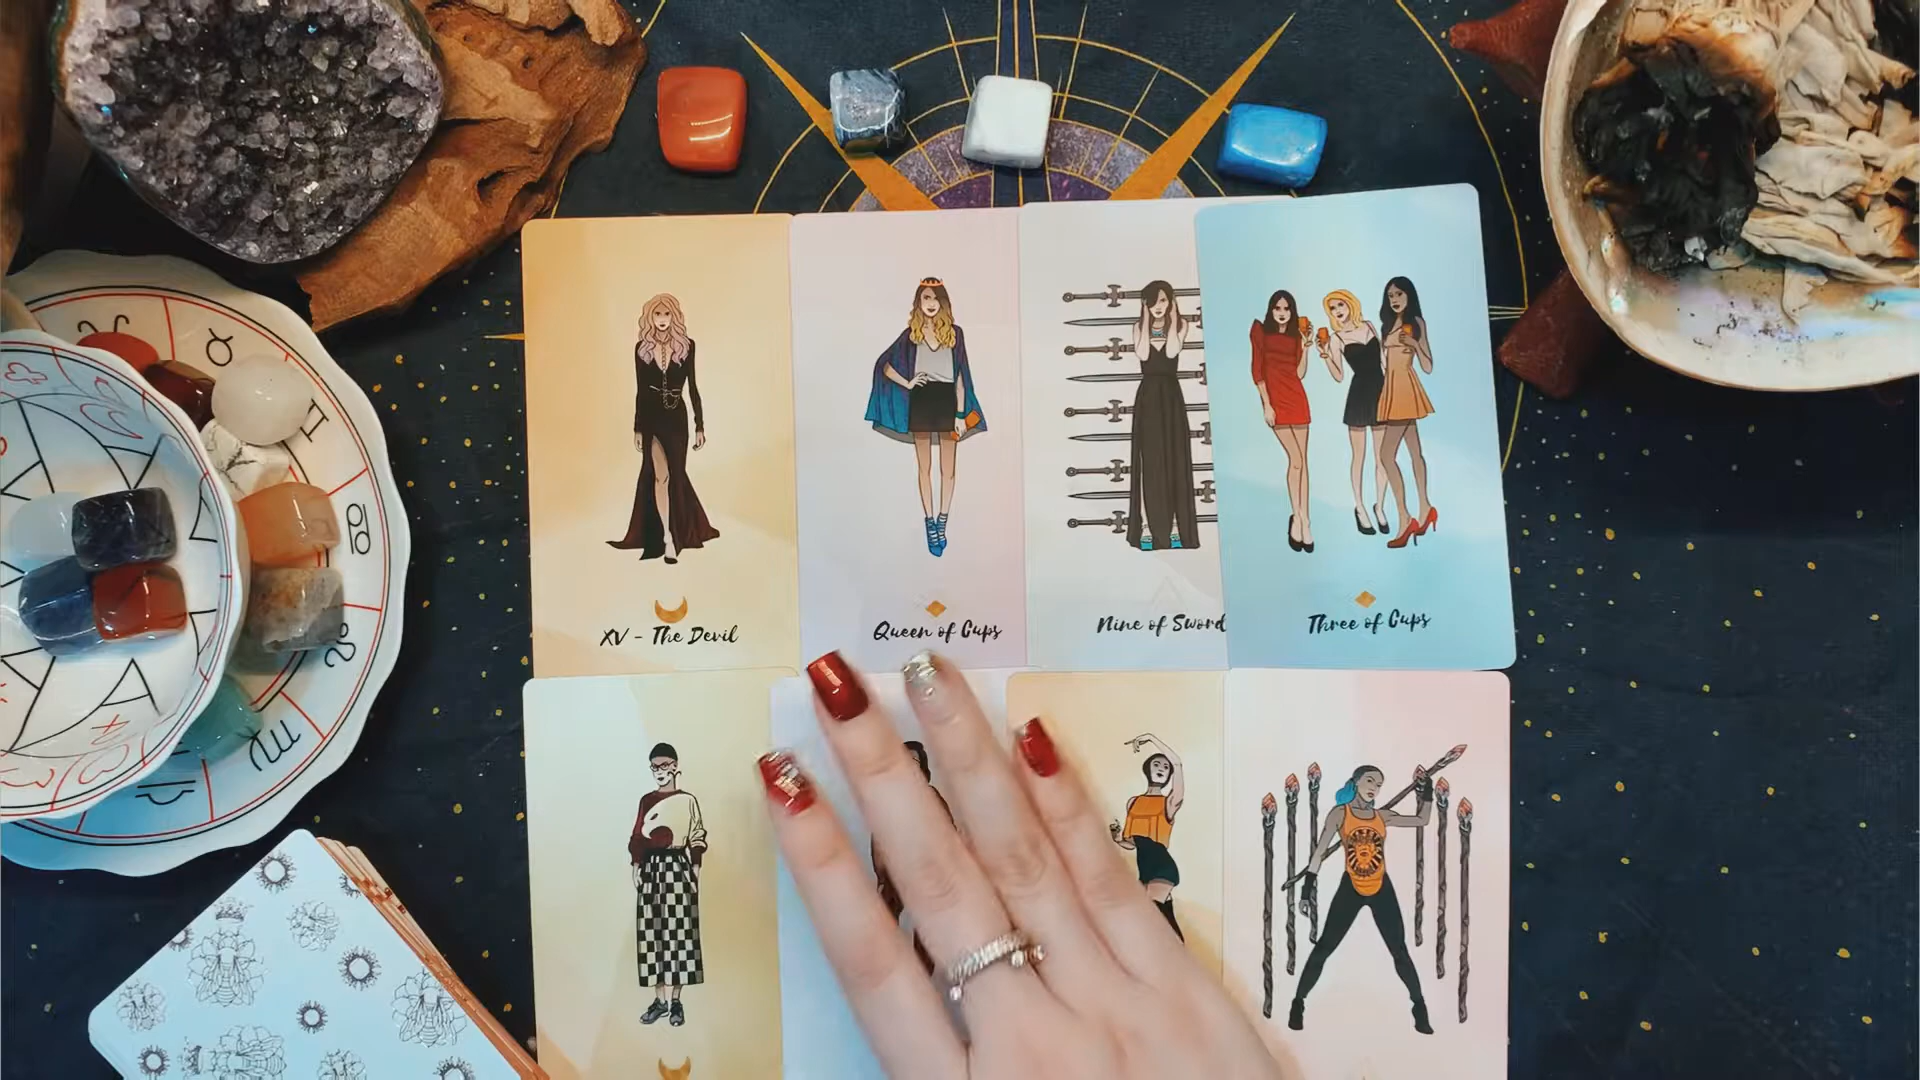 XV - The Devil
Queen of Cups
Nine of Sword
Three of Cups